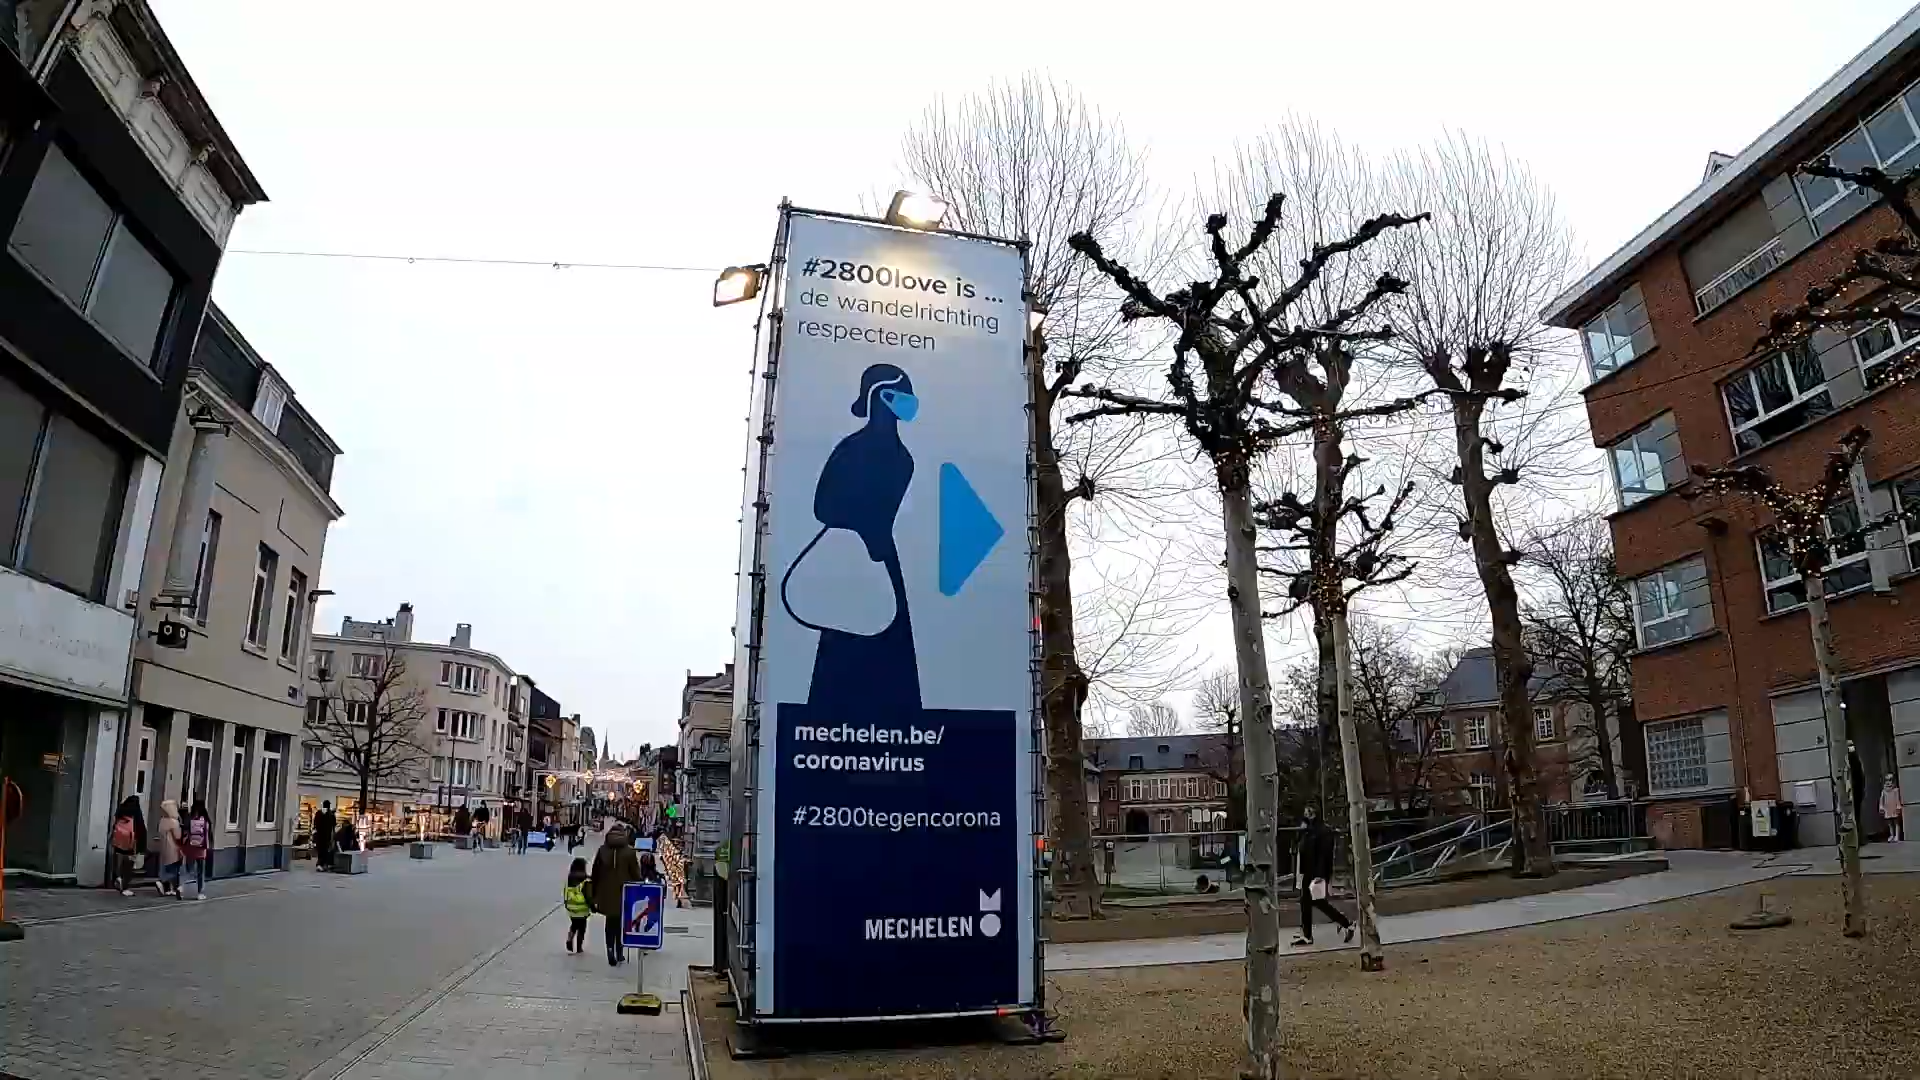 #2800love is ...
de wandelrichting
respecteren
mechelen.be/
coronavirus
#2800tegencorona
MECHELEN